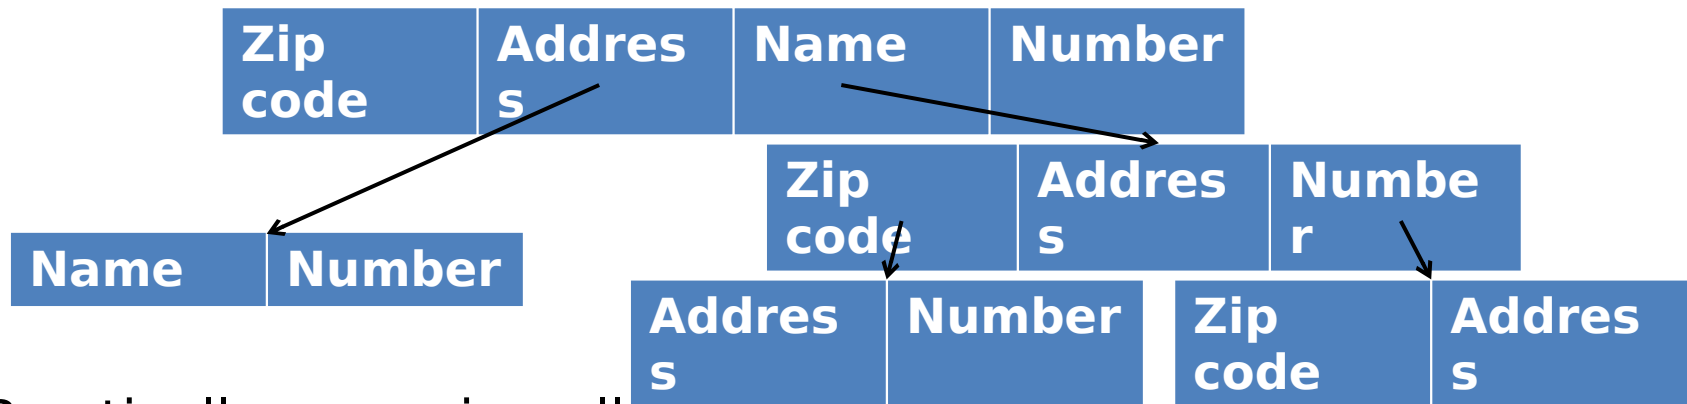 Zip
code
Addres
s
Name
Number
Zip
code
Addres
s
Numbe
r
Name
Number
Addres
s
Number
Zip
code
Addres
s